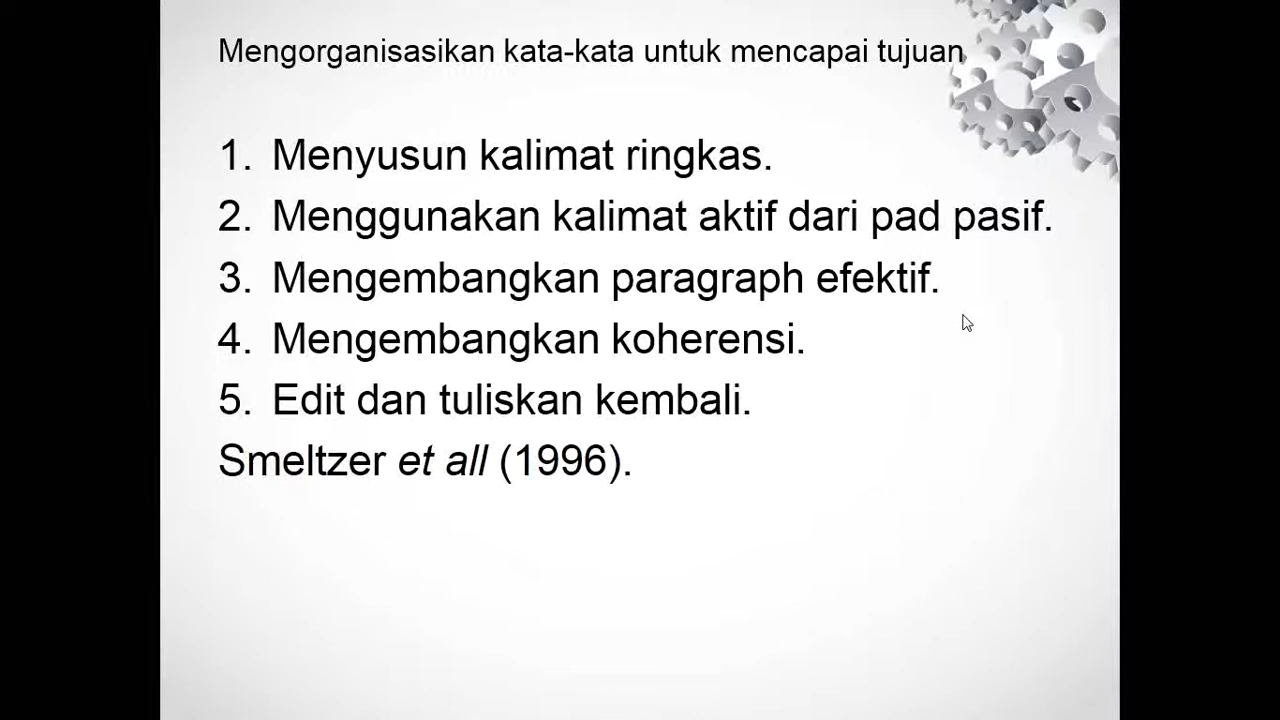 Mengorganisasikan kata-kata untuk mencapai tujuan
1. Menyusun kalimat ringkas.
2. Menggunakan kalimat aktif dari pad pasif.
3. Mengembangkan paragraph efektif.
4. Mengembangkan koherensi.
5. Edit dan tuliskan kembali.
Smeltzer et all (1996).